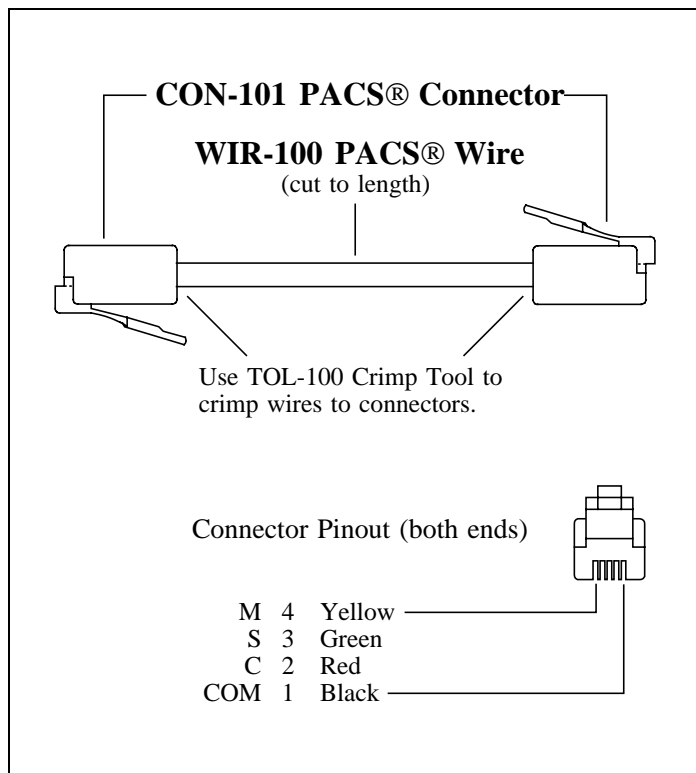 CON-101 PACS® Connector
WIR-100 PACS® Wire
(cut to length)
Use TOL-100 Crimp Tool to
crimp wires to connectors.
Connector Pinout (both ends)
M 4 Yellow
S 3 Green
C 2 Red
COM 1 Black